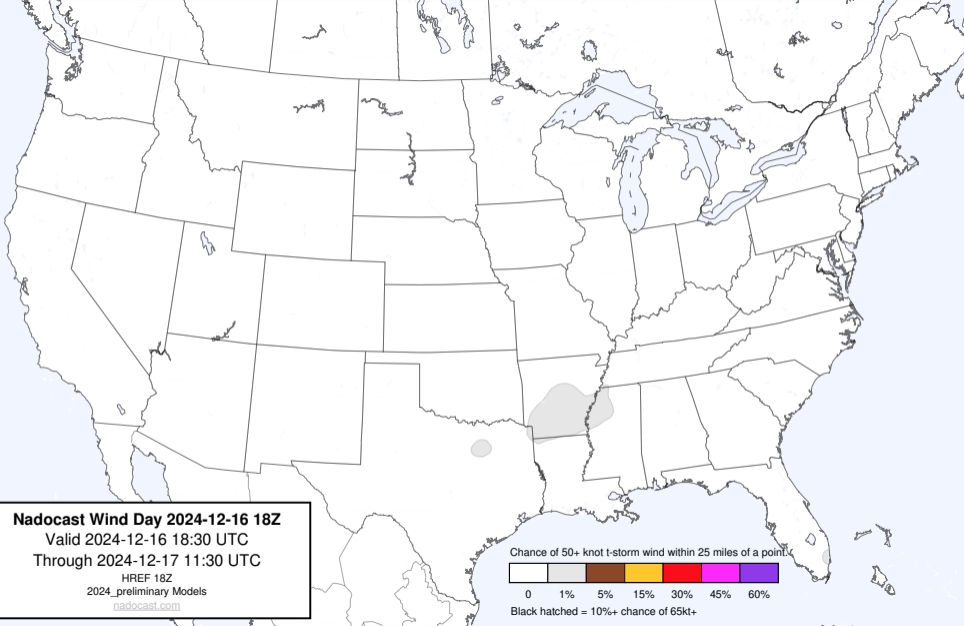 Nadocast Wind Day 2024-12-16 18Z
Valid 2024-12-16 18:30 UTC
Through 2024-12-17 11:30 UTC
HREF 18Z
2024_preliminary Models
nadocast.com
Chance of 50+ knot t-storm wind within 25 miles of a point.
0 1% 5% 15% 30% 45% 60%
Black hatched = 10%+ chance of 65kt+